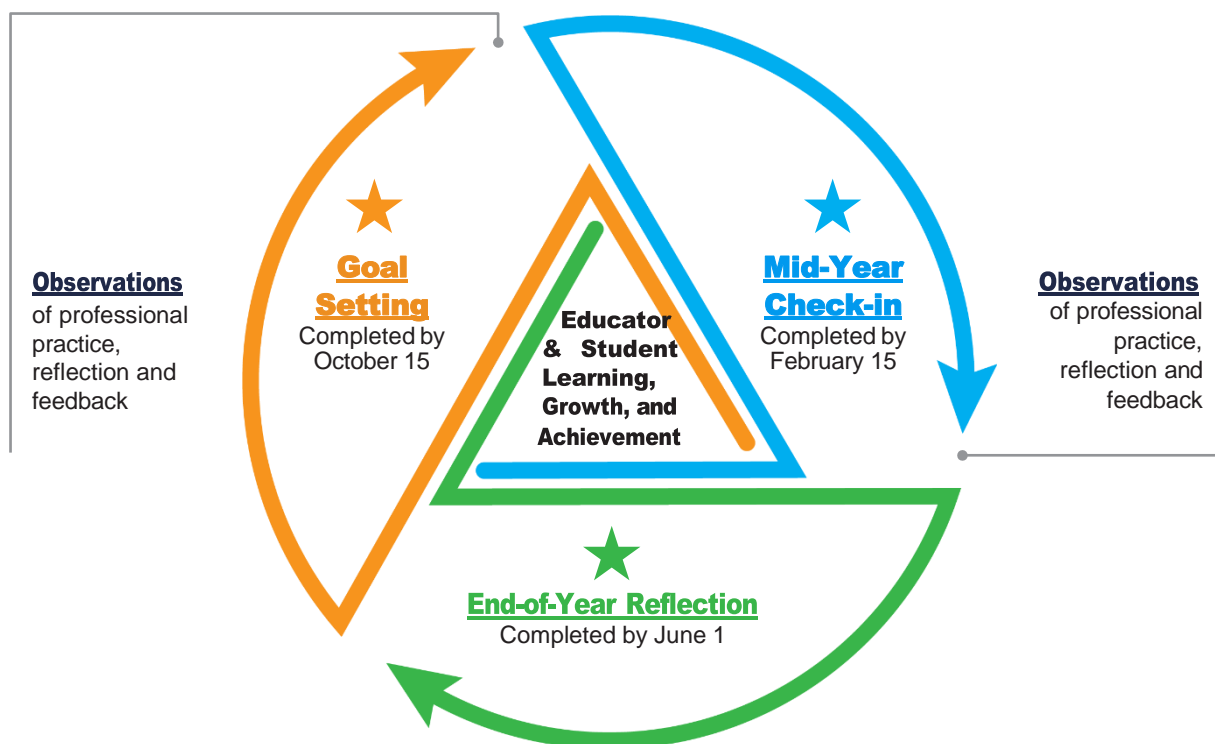 Observations
of professional
practice,
reflection and
feedback
Goal
Setting
Completed by
October 15
Educator
& Student
Learning,
Growth, and
Achievement
Mid-Year
Check-in
Completed by
February 15
Observations
of professional
practice,
reflection and
feedback
End-of-Year Reflection
Completed by June 1